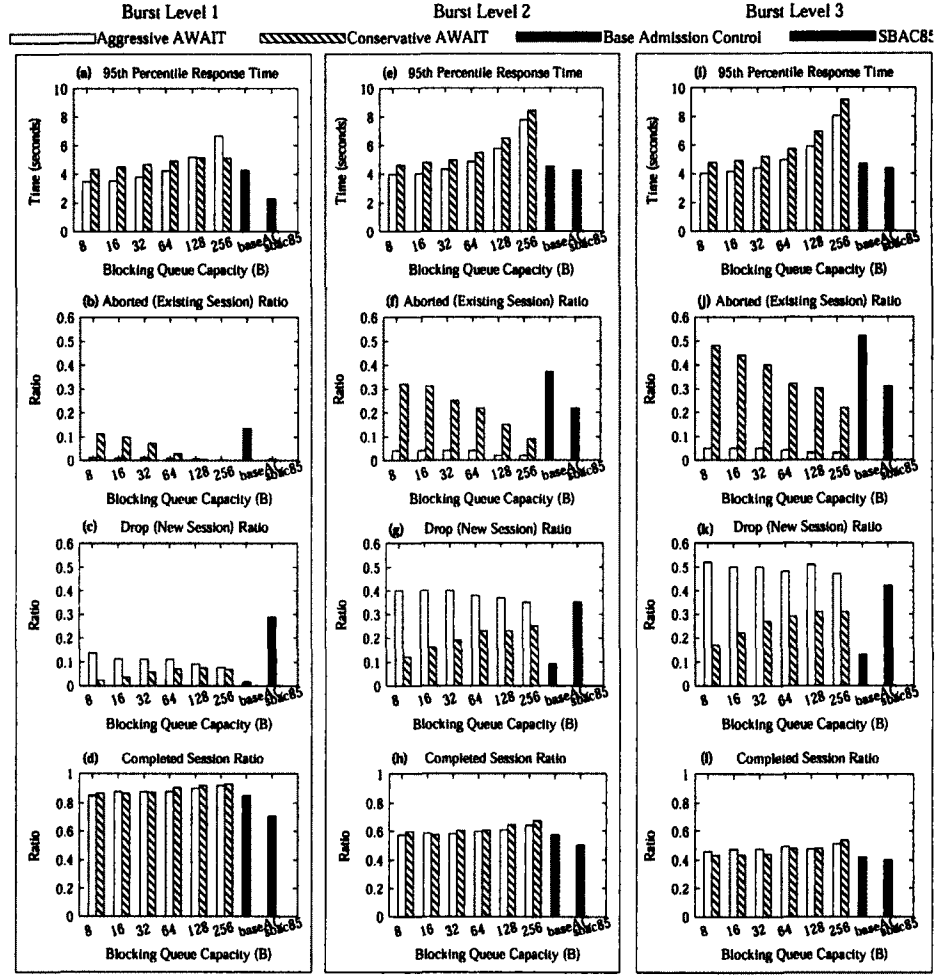 Burst Level 1 Burst Level 2 Burst Level 3
Aggressive AWAIT Conservative AWAIT Base Admission Control SBAC85
(a) 95th Percentile Response Time
10
8
6
4
2
0
Time (seconds)
8 16 32 64 128 256 baseAC sbac85
Blocking Queue Capacity (B)
(b) Aborted (Existing Session) Ratio
0.6
0.5
0.4
0.3
0.2
0.1
0
Ratio
8 16 32 64 128 256 baseAC sbac85
Blocking Queue Capacity (B)
(c) Drop (New Session) Ratio
0.6
0.5
0.4
0.3
0.2
0.1
0
Ratio
8 16 32 64 128 256 baseAC sbac85
Blocking Queue Capacity (B)
(d) Completed Session Ratio
1
0.8
0.6
0.4
0.2
0
Ratio
8 16 32 64 128 256 baseAC sbac85
Blocking Queue Capacity (B)
(e) 95th Percentile Response Time
10
8
6
4
2
0
Time (seconds)
8 16 32 64 128 256 baseAC sbac85
Blocking Queue Capacity (B)
(f) Aborted (Existing Session) Ratio
0.6
0.5
0.4
0.3
0.2
0.1
0
Ratio
8 16 32 64 128 256 baseAC sbac85
Blocking Queue Capacity (B)
(g) Drop (New Session) Ratio
0.6
0.5
0.4
0.3
0.2
0.1
0
Ratio
8 16 32 64 128 256 baseAC sbac85
Blocking Queue Capacity (B)
(h) Completed Session Ratio
1
0.8
0.6
0.4
0.2
0
Ratio
8 16 32 64 128 256 baseAC sbac85
Blocking Queue Capacity (B)
(i) 95th Percentile Response Time
10
8
6
4
2
0
Time (seconds)
8 16 32 64 128 256 baseAC sbac85
Blocking Queue Capacity (B)
(j) Aborted (Existing Session) Ratio
0.6
0.5
0.4
0.3
0.2
0.1
0
Ratio
8 16 32 64 128 256 baseAC sbac85
Blocking Queue Capacity (B)
(k) Drop (New Session) Ratio
0.6
0.5
0.4
0.3
0.2
0.1
0
Ratio
8 16 32 64 128 256 baseAC sbac85
Blocking Queue Capacity (B)
(l) Completed Session Ratio
1
0.8
0.6
0.4
0.2
0
Ratio
8 16 32 64 128 256 baseAC sbac85
Blocking Queue Capacity (B)